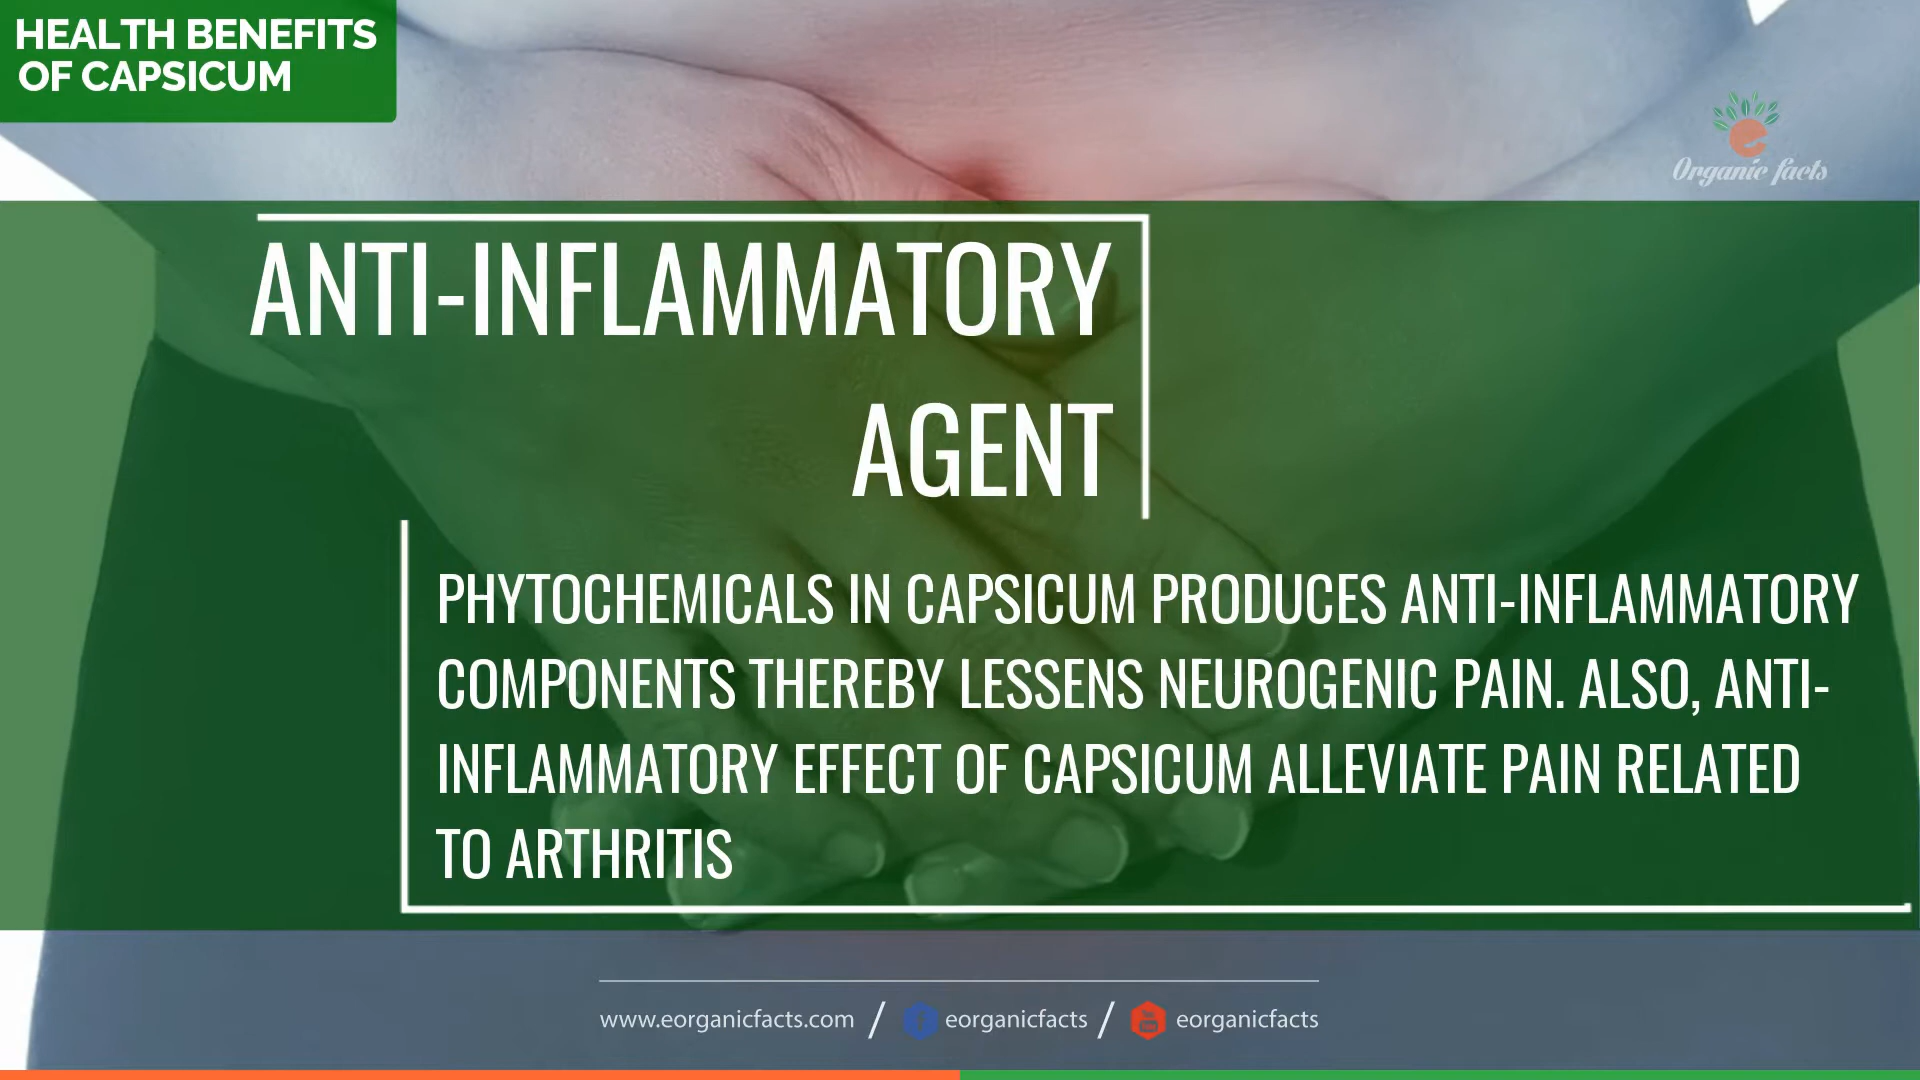 HEALTH BENEFITS
OF CAPSICUM
Organic facts
ANTI-INFLAMMATORY
AGENT
PHYTOCHEMICALS IN CAPSICUM PRODUCES ANTI-INFLAMMATORY
COMPONENTS THEREBY LESSENS NEUROGENIC PAIN. ALSO, ANTI-
INFLAMMATORY EFFECT OF CAPSICUM ALLEVIATE PAIN RELATED
TO ARTHRITIS
www.eorganicfacts.com / eorganicfacts / eorganicfacts